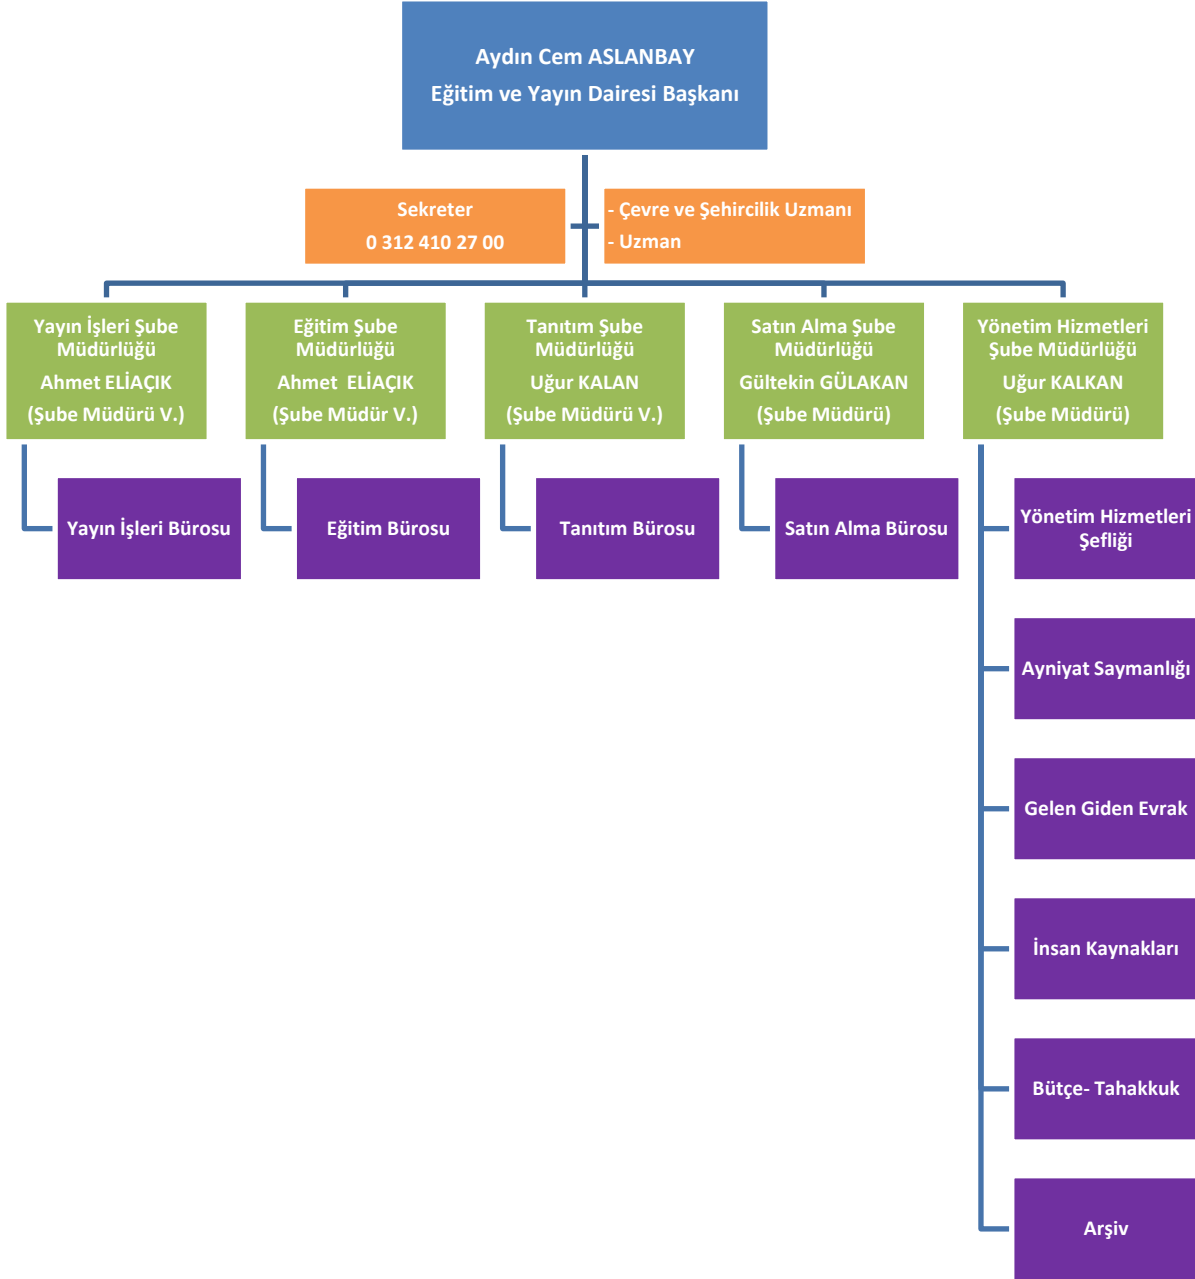 Aydın Cem ASLANBAY
Eğitim ve Yayın Dairesi Başkanı
Sekreter
0 312 410 27 00
- Çevre ve Şehircilik Uzmanı
- Uzman
Yayın İşleri Şube
Müdürlüğü
Ahmet ELİAÇIK
(Şube Müdürü V.)
Eğitim Şube
Müdürlüğü
Ahmet  ELİAÇIK
(Şube Müdür V.)
Tanıtım Şube
Müdürlüğü
Uğur KALAN
(Şube Müdürü V.)
Satın Alma Şube
Müdürlüğü
Gültekin GÜLAKAN
(Şube Müdürü)
Yönetim Hizmetleri
Şube Müdürlüğü
Uğur KALKAN
(Şube Müdürü)
Yayın İşleri Bürosu
Eğitim Bürosu
Tanıtım Bürosu
Satın Alma Bürosu
Yönetim Hizmetleri
Şefliği
Ayniyat Saymanlığı
Gelen Giden Evrak
İnsan Kaynakları
Bütçe- Tahakkuk
Arşiv